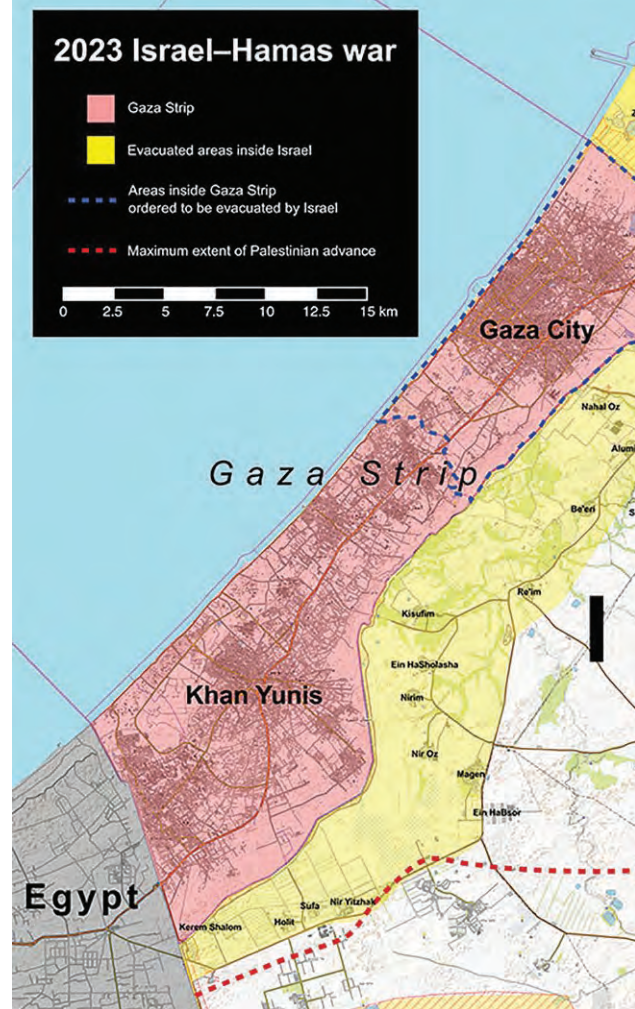 2023 Israel–Hamas war
Gaza Strip
Evacuated areas inside Israel
Areas inside Gaza Strip
ordered to be evacuated by Israel
Maximum extent of Palestinian advance
0 2.5 5 7.5 10 12.5 15 km
Gaza City
Nahal Oz
Alumi
Gaza Strip
Be'eri
Re'im
Kisufim
I
Ein HaSholasha
Khan Yunis
Nirim
Nir Oz
Magen
Ein HaBsor
Egypt
Sufa
Nir Yitzhak
Holit
Kerem Shalom